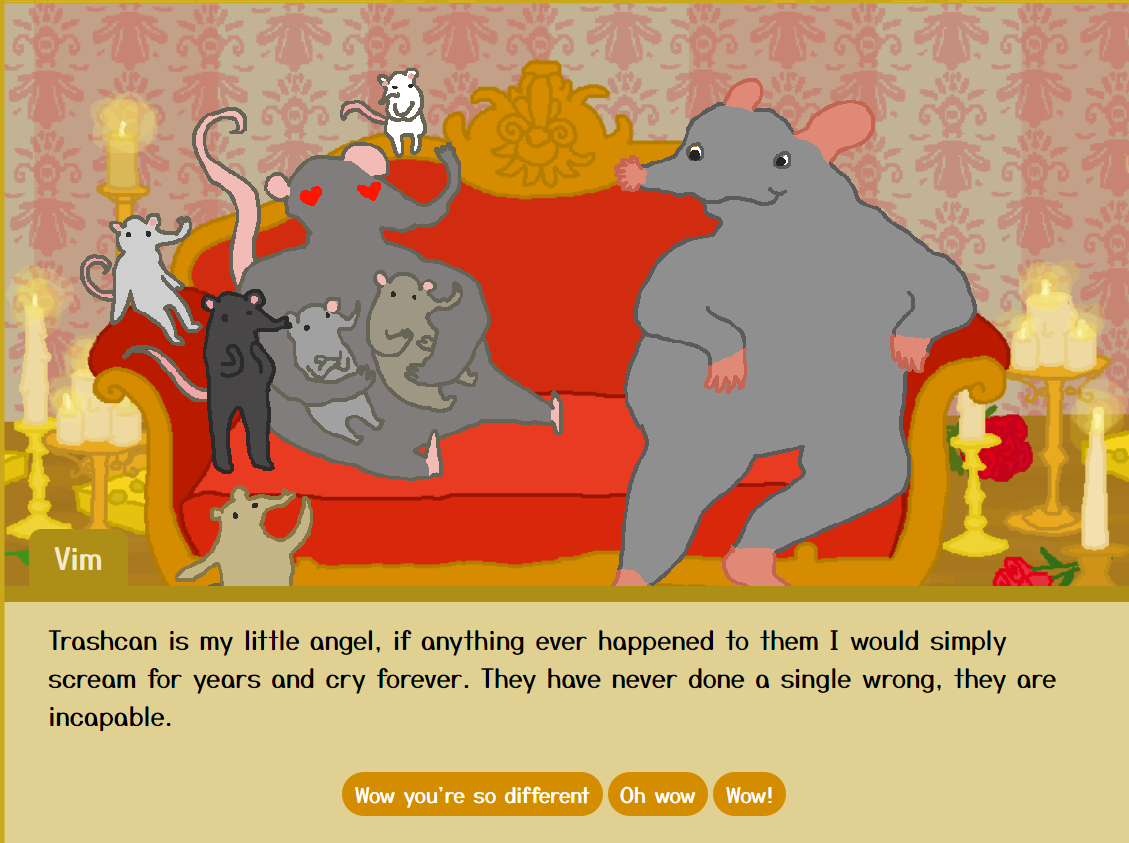 Vim
Trashcan is my little angel, if anything ever happened to them I would simply
scream for years and cry forever. They have never done a single wrong, they are
incapable.
Wow you're so different
Oh wow
Wow!